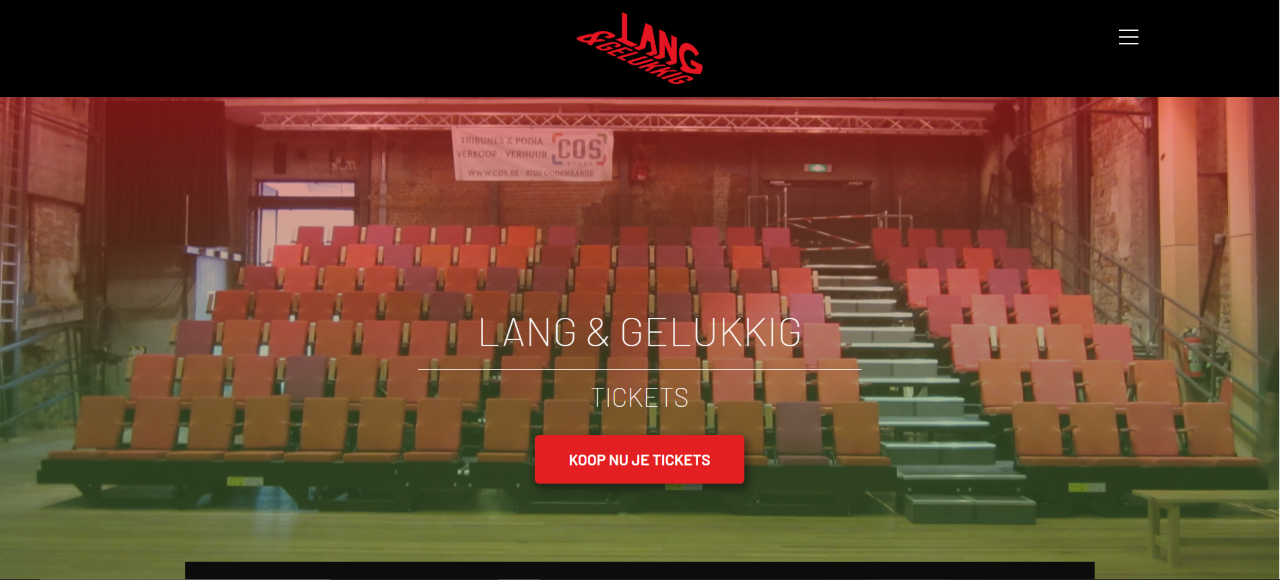 LANG
& GELUKKIG
TRIBUNES & PODIA
VERKOOP VERHUUR
COS
WWW.COS.BE - 9700 OUDENAARDE
LANG & GELUKKIG
TICKETS
KOOP NU JE TICKETS